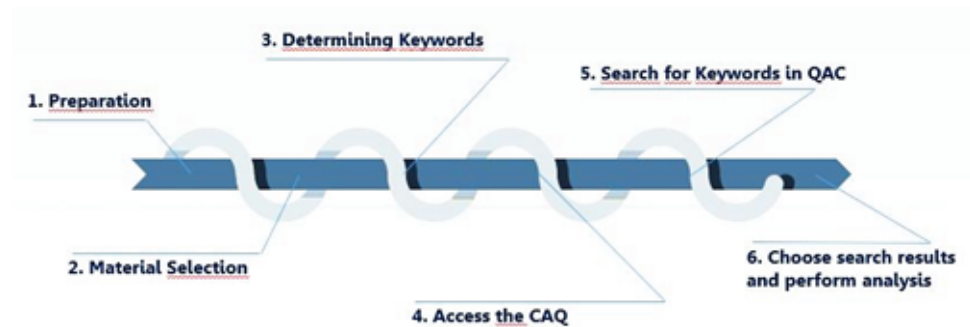 1. Preparation
2. Material Selection
3. Determining Keywords
4. Access the CAQ
5. Search for Keywords in QAC
6. Choose search results
and perform analysis